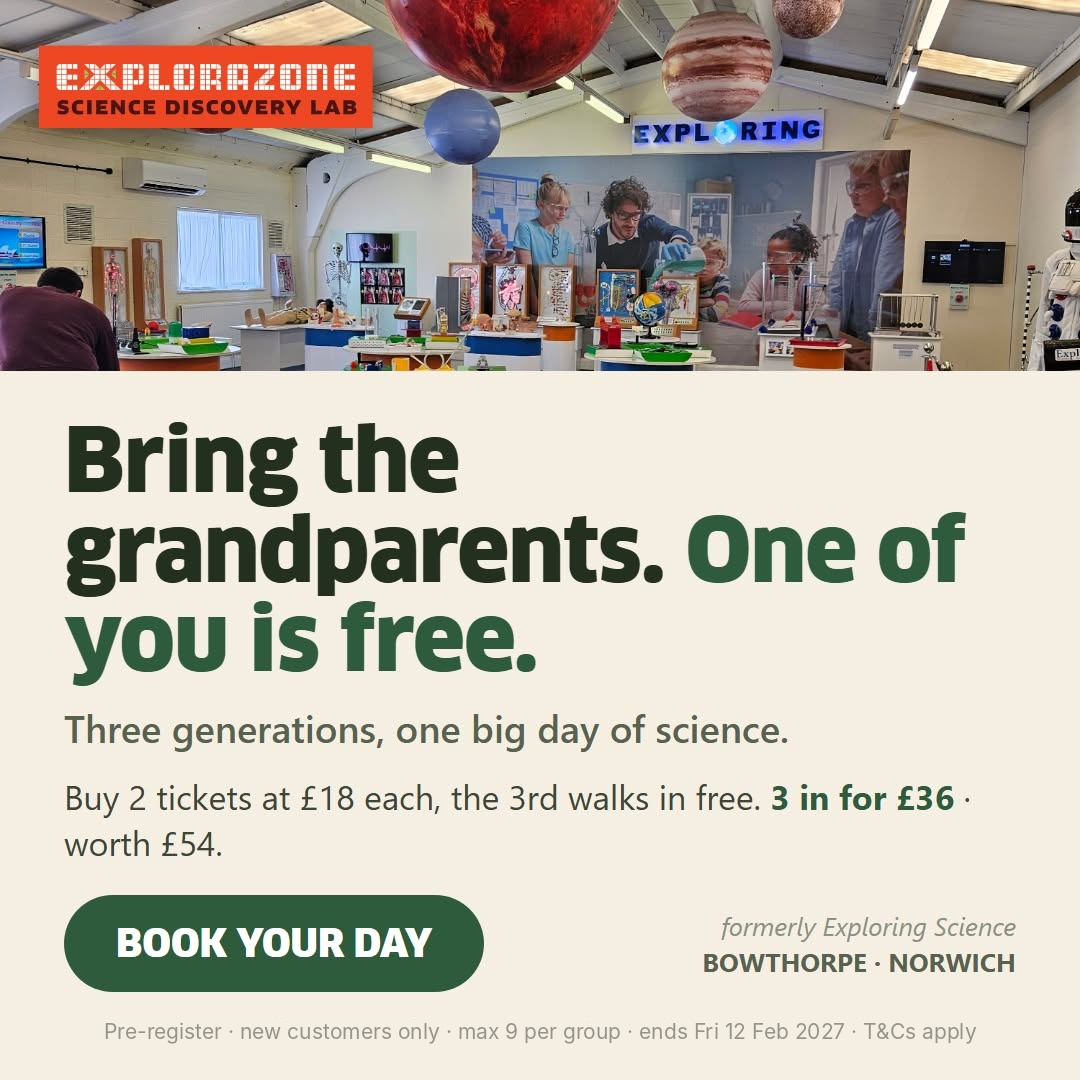 EXPLORAZONE
SCIENCE DISCOVERY LAB
EXPLORING
Bring the
grandparents. One of
you is free.
Three generations, one big day of science.
Buy 2 tickets at £18 each, the 3rd walks in free. 3 in for £36 ·
worth £54.
BOOK YOUR DAY
formerly Exploring Science
BOWTHORPE · NORWICH
Pre-register · new customers only · max 9 per group · ends Fri 12 Feb 2027 · T&Cs apply